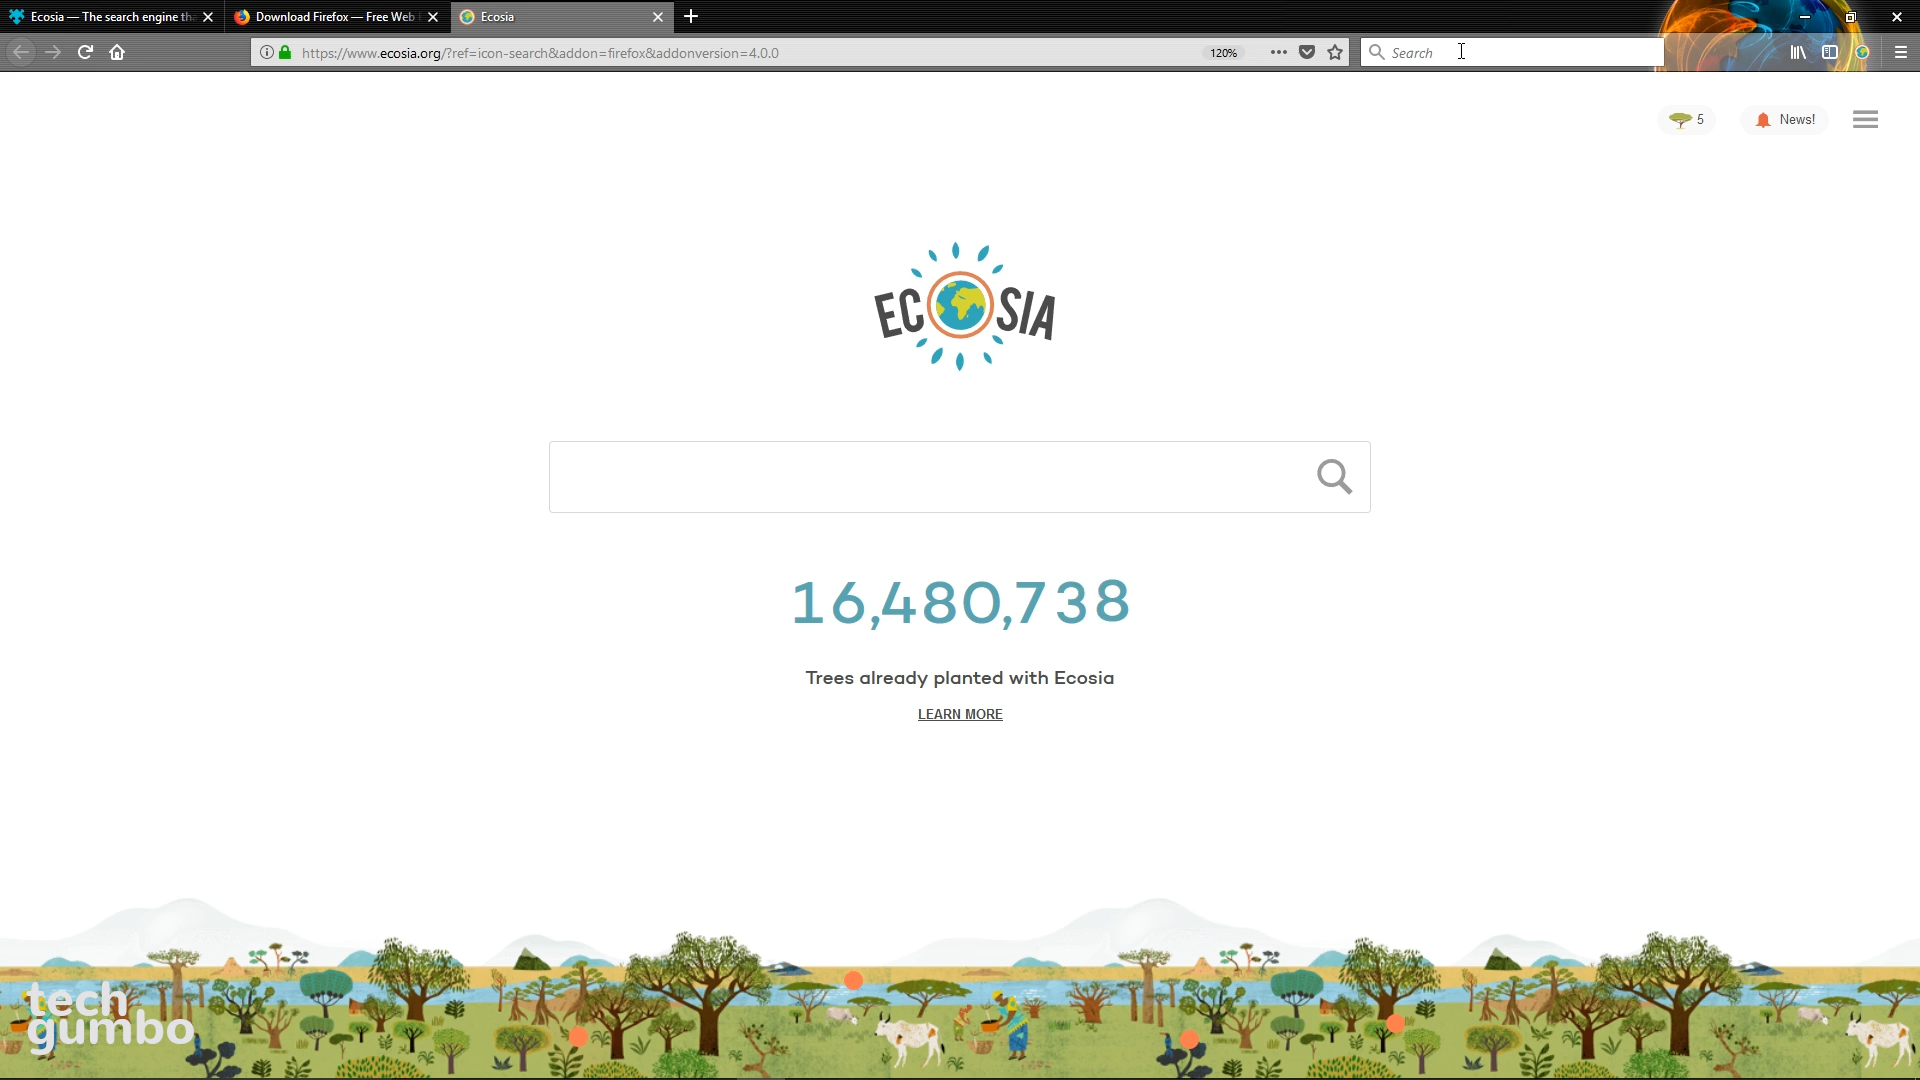 Ecosia — The search engine th
Download Firefox — Free Web
Ecosia
https://www.ecosia.org/?ref=icon-search&addon=firefox&addonversion=4.0.0
120%
Search
5
News!
ECOSIA
16,480,738
Trees already planted with Ecosia
LEARN MORE
tech
gumbo